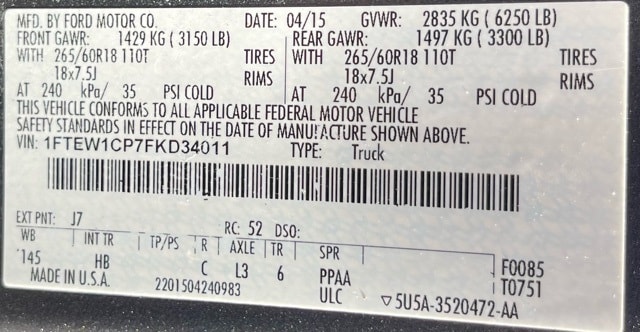 MFD. BY FORD MOTOR CO. DATE: 04/15 GVWR: 2835 KG ( 6250 LB)
FRONT GAWR: 1429 KG ( 3150 LB) REAR GAWR: 1497 KG ( 3300 LB)
WITH 265/60R18 110T TIRES WITH 265/60R18 110T TIRES
18x7.5J RIMS 18x7.5J RIMS
AT 240 kPa/ 35 PSI COLD AT 240 kPa/ 35 PSI COLD
THIS VEHICLE CONFORMS TO ALL APPLICABLE FEDERAL MOTOR VEHICLE
SAFETY STANDARDS IN EFFECT ON THE DATE OF MANUFACTURE SHOWN ABOVE.
VIN: 1FTEW1CP7FKD34011 TYPE: Truck
EXT PNT: J7 RC: 52 DSO:
WB INT TR TP/PS R AXLE TR SPR
145 HB C L3 6 PPAA F0085
ULC T0751
MADE IN U.S.A. 2201504240983 ▽5U5A-3520472-AA